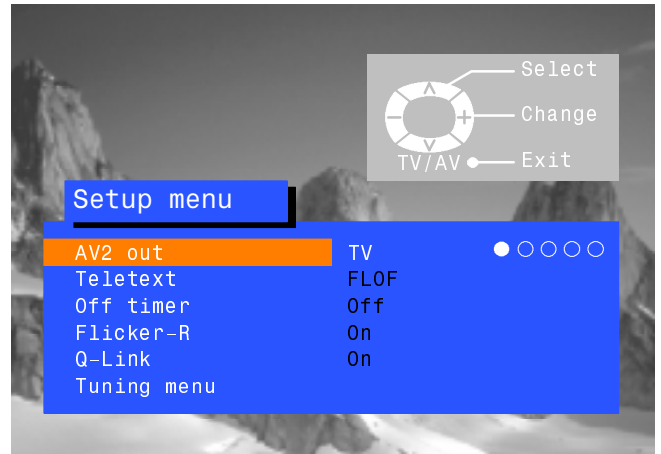 Select
Change
TV/AV Exit
Setup menu
AV2 out TV
Teletext FLOF
Off timer Off
Flicker-R On
Q-Link On
Tuning menu